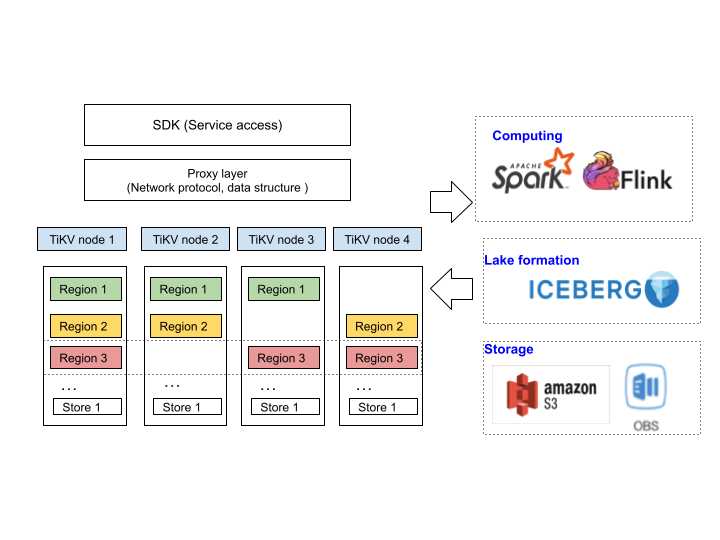 SDK (Service access)
Proxy layer
(Network protocol, data structure )
TiKV node 1
TiKV node 2
TiKV node 3
TiKV node 4
Region 1
Region 1
Region 1
Region 2
Region 2
Region 2
Region 3
Region 3
Region 3
...
...
...
...
Store 1
Store 1
Store 1
Store 1
Computing
APACHE
Spark™
Flink
Lake formation
ICEBERG
Storage
amazon
S3
OBS